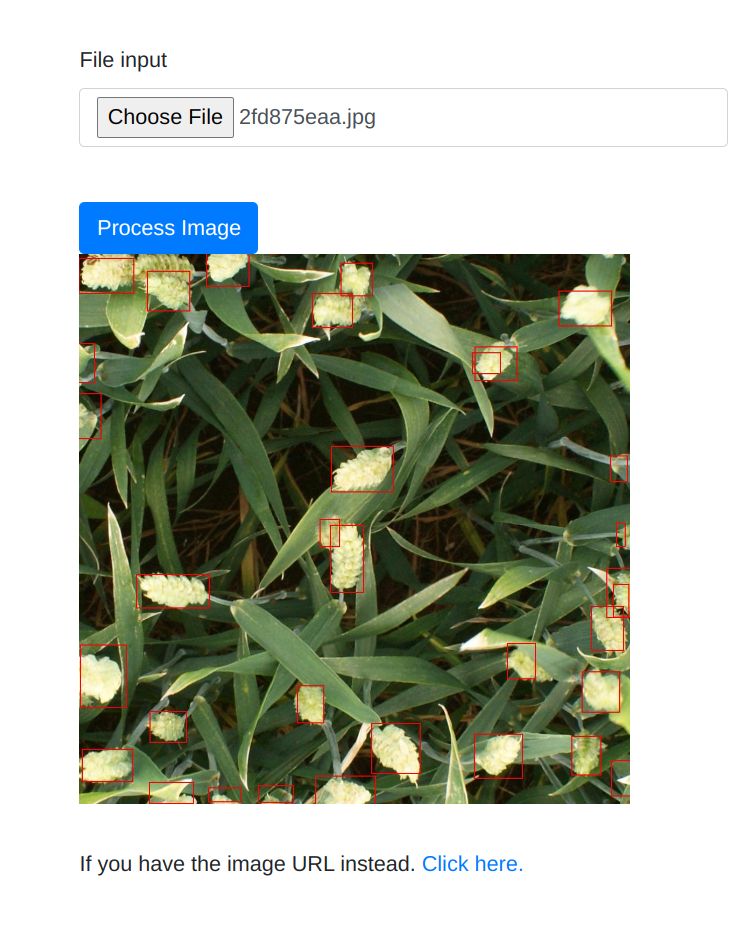 File input
Choose File 2fd875eaa.jpg
Process Image
If you have the image URL instead. Click here.